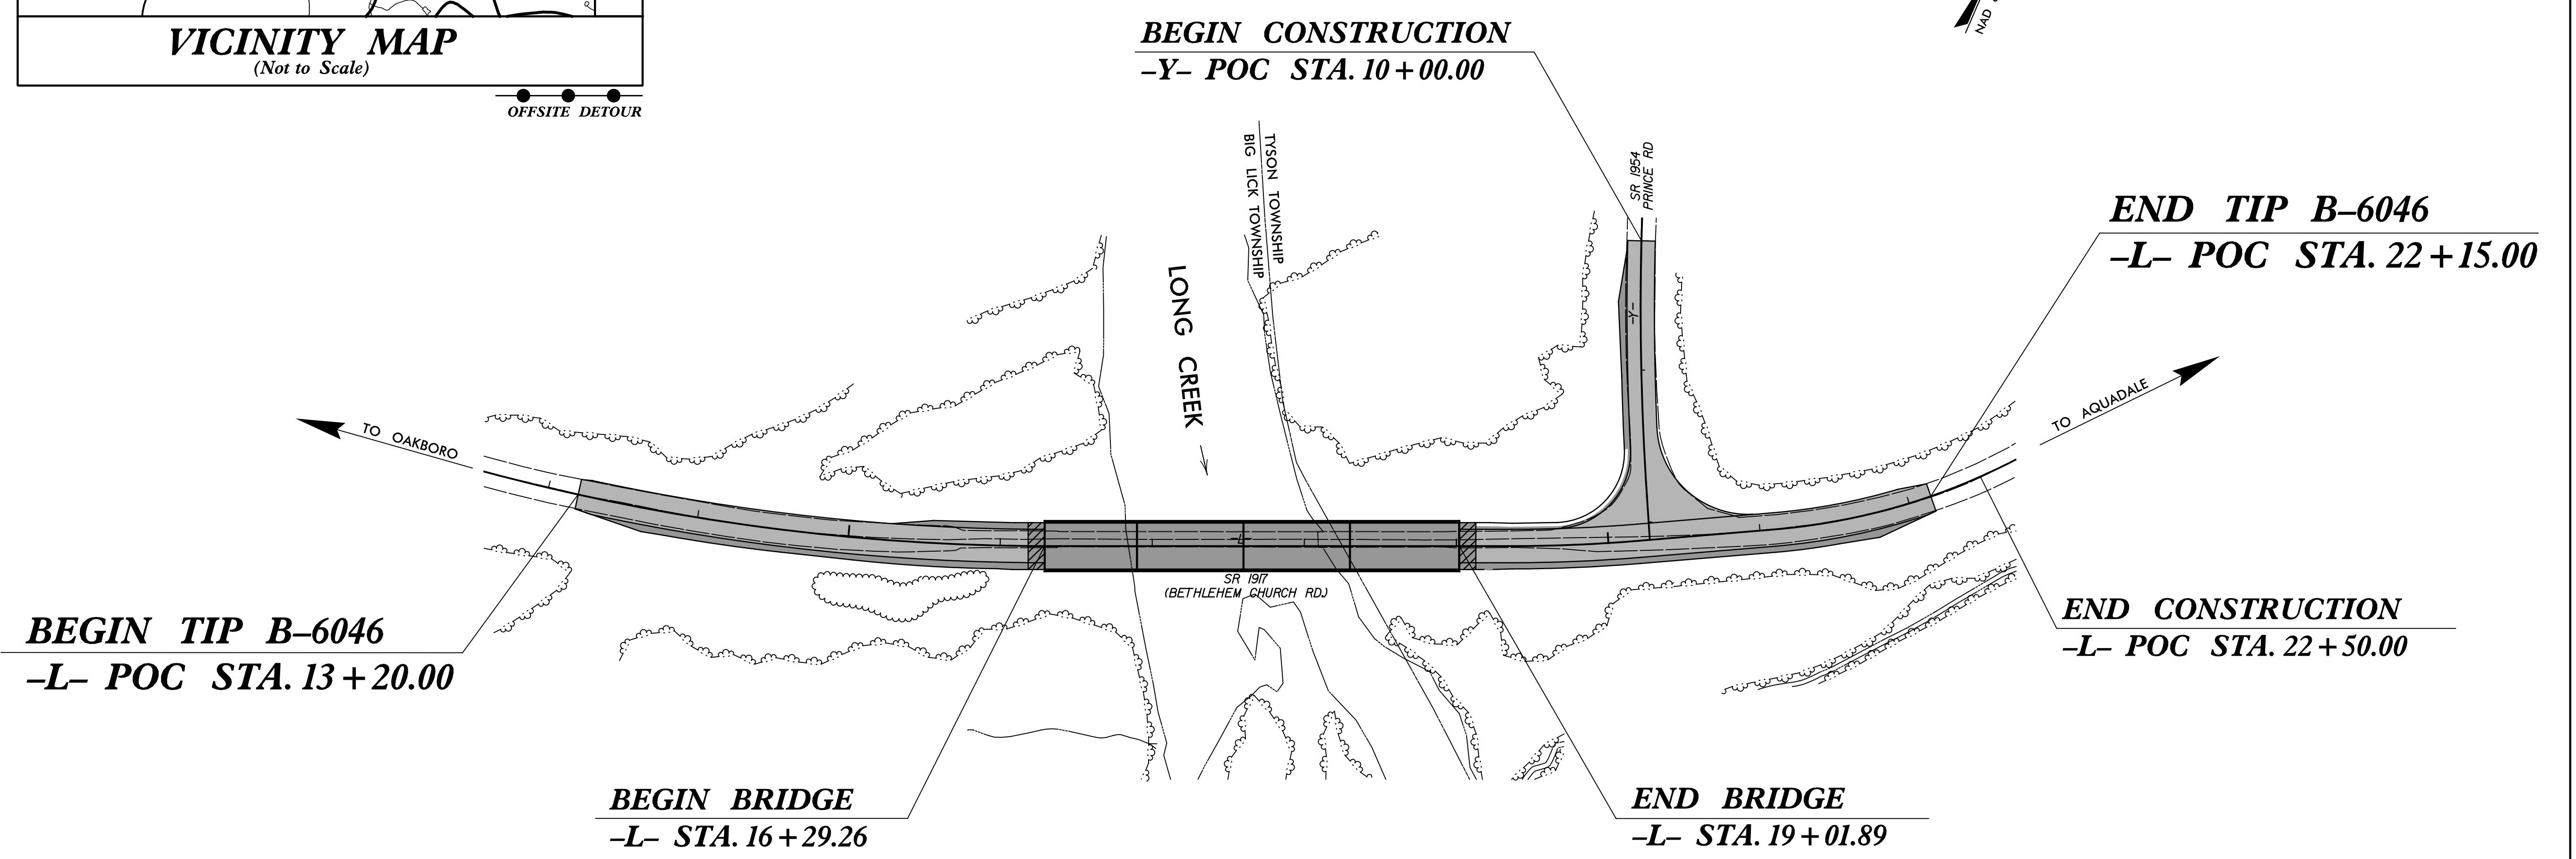 VICINITY MAP
(Not to Scale)
OFFSITE DETOUR
BEGIN CONSTRUCTION
–Y– POC STA. 10+00.00
NAD
TYSON TOWNSHIP
BIG LICK TOWNSHIP
SR 1954
PRINCE RD
END TIP B–6046
–L– POC STA. 22+15.00
LONG CREEK
–Y–
TO OAKBORO
TO AQUADALE
–L–
SR 1917
(BETHLEHEM CHURCH RD.)
BEGIN TIP B–6046
–L– POC STA. 13+20.00
END CONSTRUCTION
–L– POC STA. 22+50.00
BEGIN BRIDGE
–L– STA. 16+29.26
END BRIDGE
–L– STA. 19+01.89